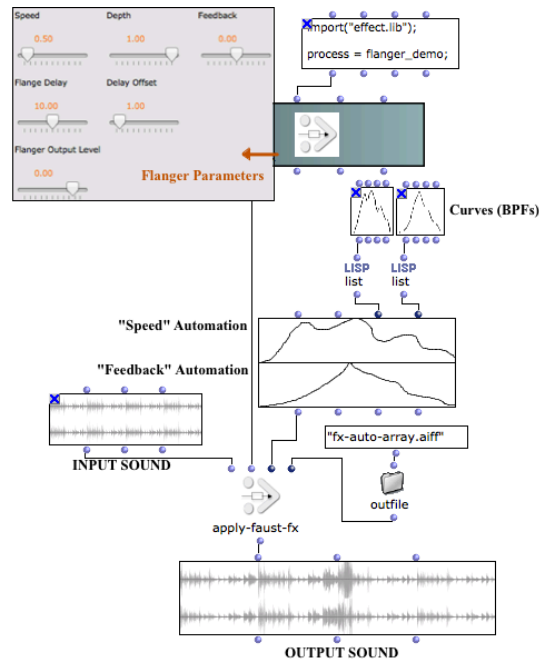 Speed Depth Feedback
0.50 1.00 0.00
Flange Delay Delay Offset
10.00 1.00
Flanger Output Level
0.00
import("effect.lib");
process = flanger_demo;
Flanger Parameters
Curves (BPFs)
LISP LISP
list list
"Speed" Automation
"Feedback" Automation
INPUT SOUND
"fx-auto-array.aiff"
outfile
apply-faust-fx
OUTPUT SOUND